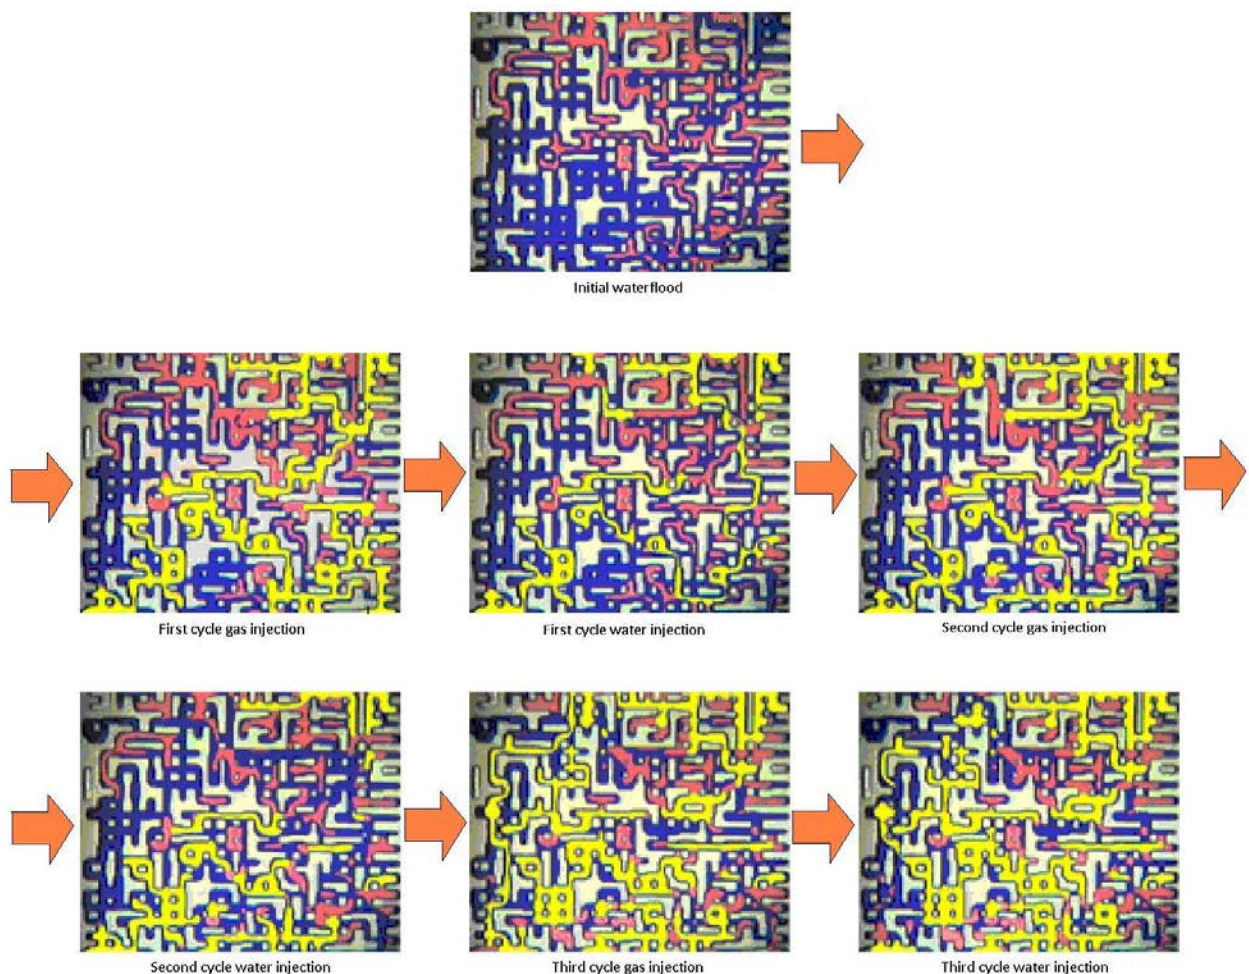 Initial waterflood
First cycle gas injection
First cycle water injection
Second cycle gas injection
Second cycle water injection
Third cycle gas injection
Third cycle water injection